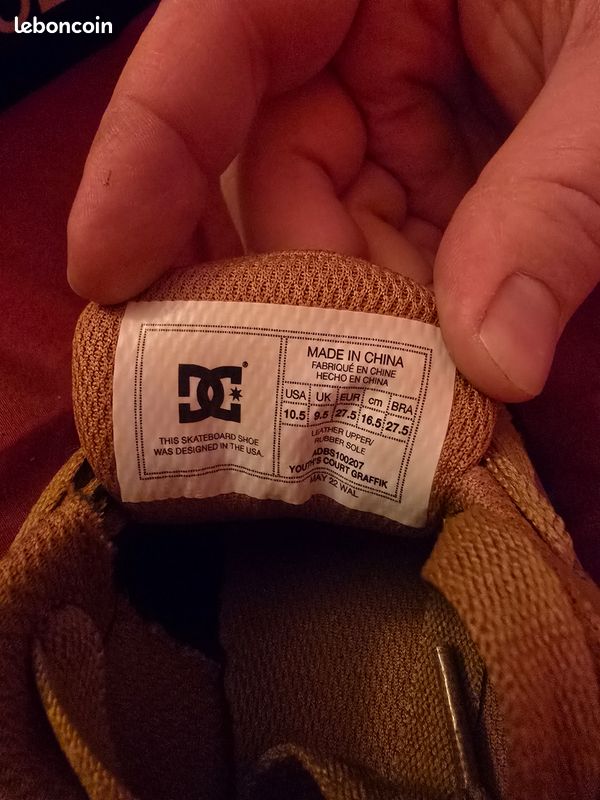 leboncoin
DC®
THIS SKATEBOARD SHOE
WAS DESIGNED IN THE USA.
MADE IN CHINA
FABRIQUÉ EN CHINE
HECHO EN CHINA
USA UK EUR cm BRA
10.5 9.5 27.5 16.5 27.5
LEATHER UPPER/
RUBBER SOLE
ADBS100207
YOUTH'S COURT GRAFFIK
MAY 22 WAL